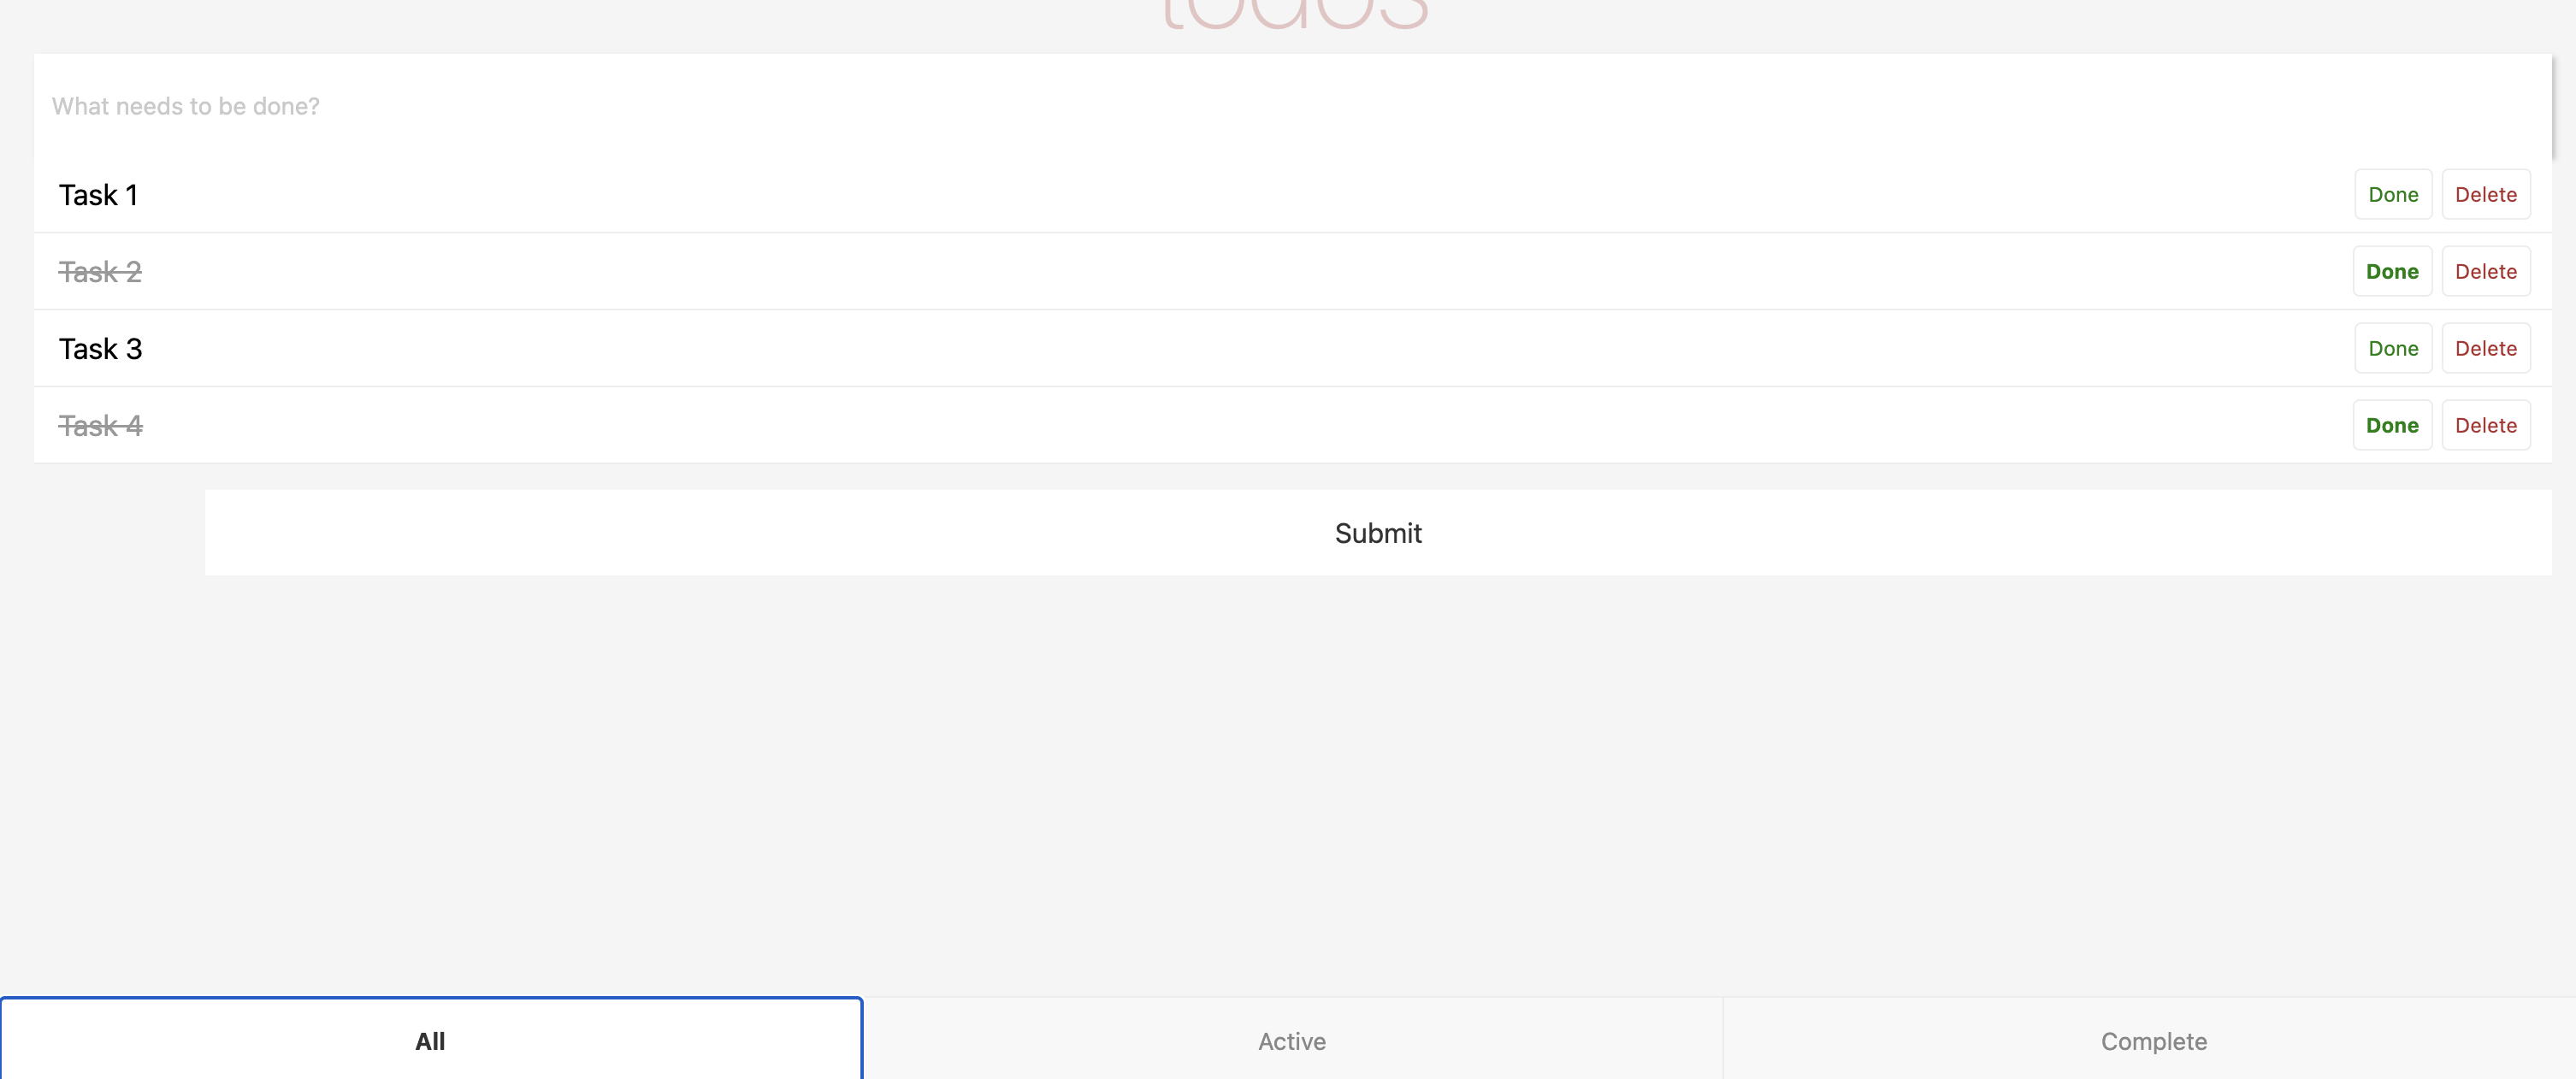 todos
What needs to be done?
Task 1 Done Delete
Task 2 Done Delete
Task 3 Done Delete
Task 4 Done Delete
Submit
All Active Complete